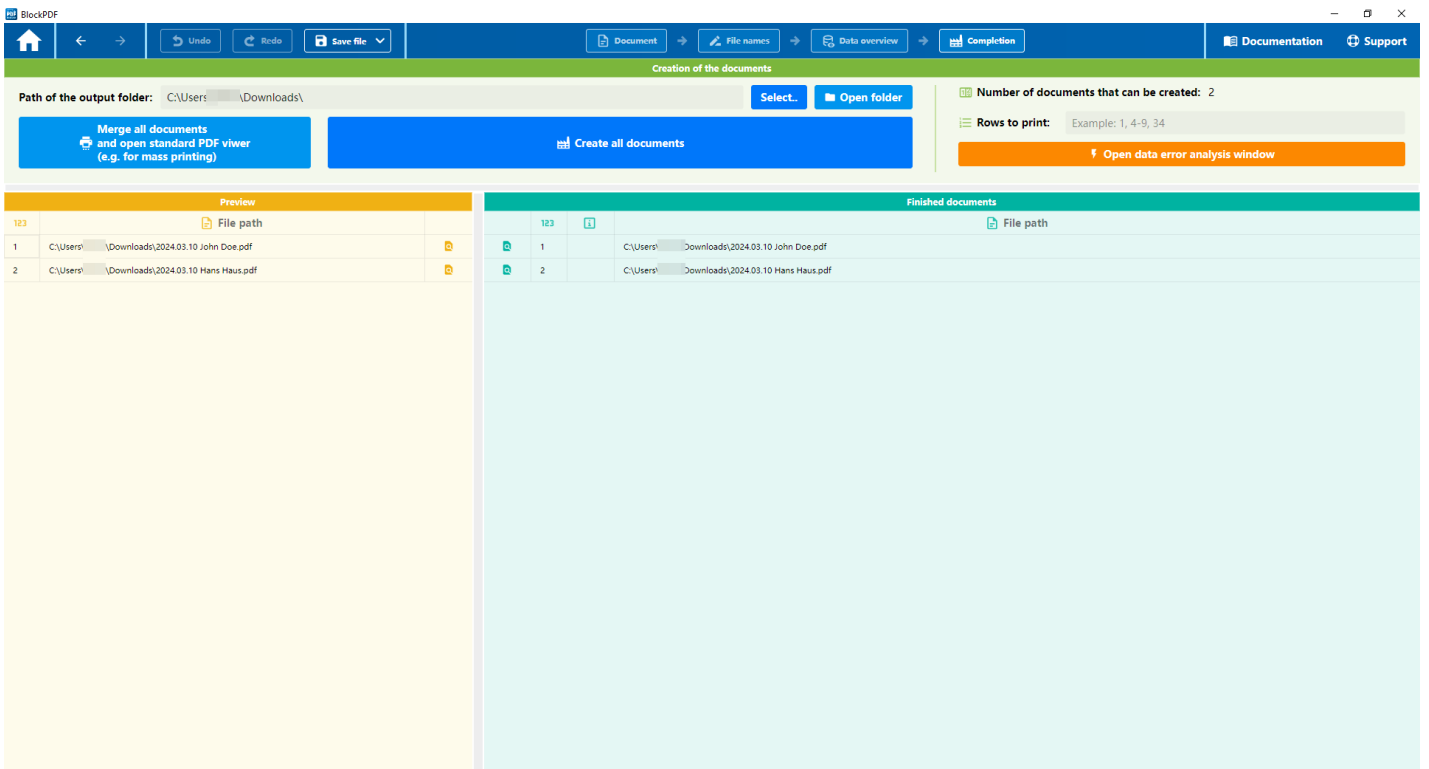 BlockPDF
Undo Redo Save file Document File names Data overview Completion Documentation Support
Creation of the documents
Path of the output folder: C:\Users \Downloads\ Select.. Open folder
Number of documents that can be created: 2
Rows to print: Example: 1, 4-9, 34
Merge all documents
and open standard PDF viwer
(e.g. for mass printing)
Create all documents
Open data error analysis window
Preview
123 File path
1 C:\Users\ \Downloads\2024.03.10 John Doe.pdf
2 C:\Users\ \Downloads\2024.03.10 Hans Haus.pdf
Finished documents
123 File path
1 C:\Users\ Downloads\2024.03.10 John Doe.pdf
2 C:\Users\ Downloads\2024.03.10 Hans Haus.pdf